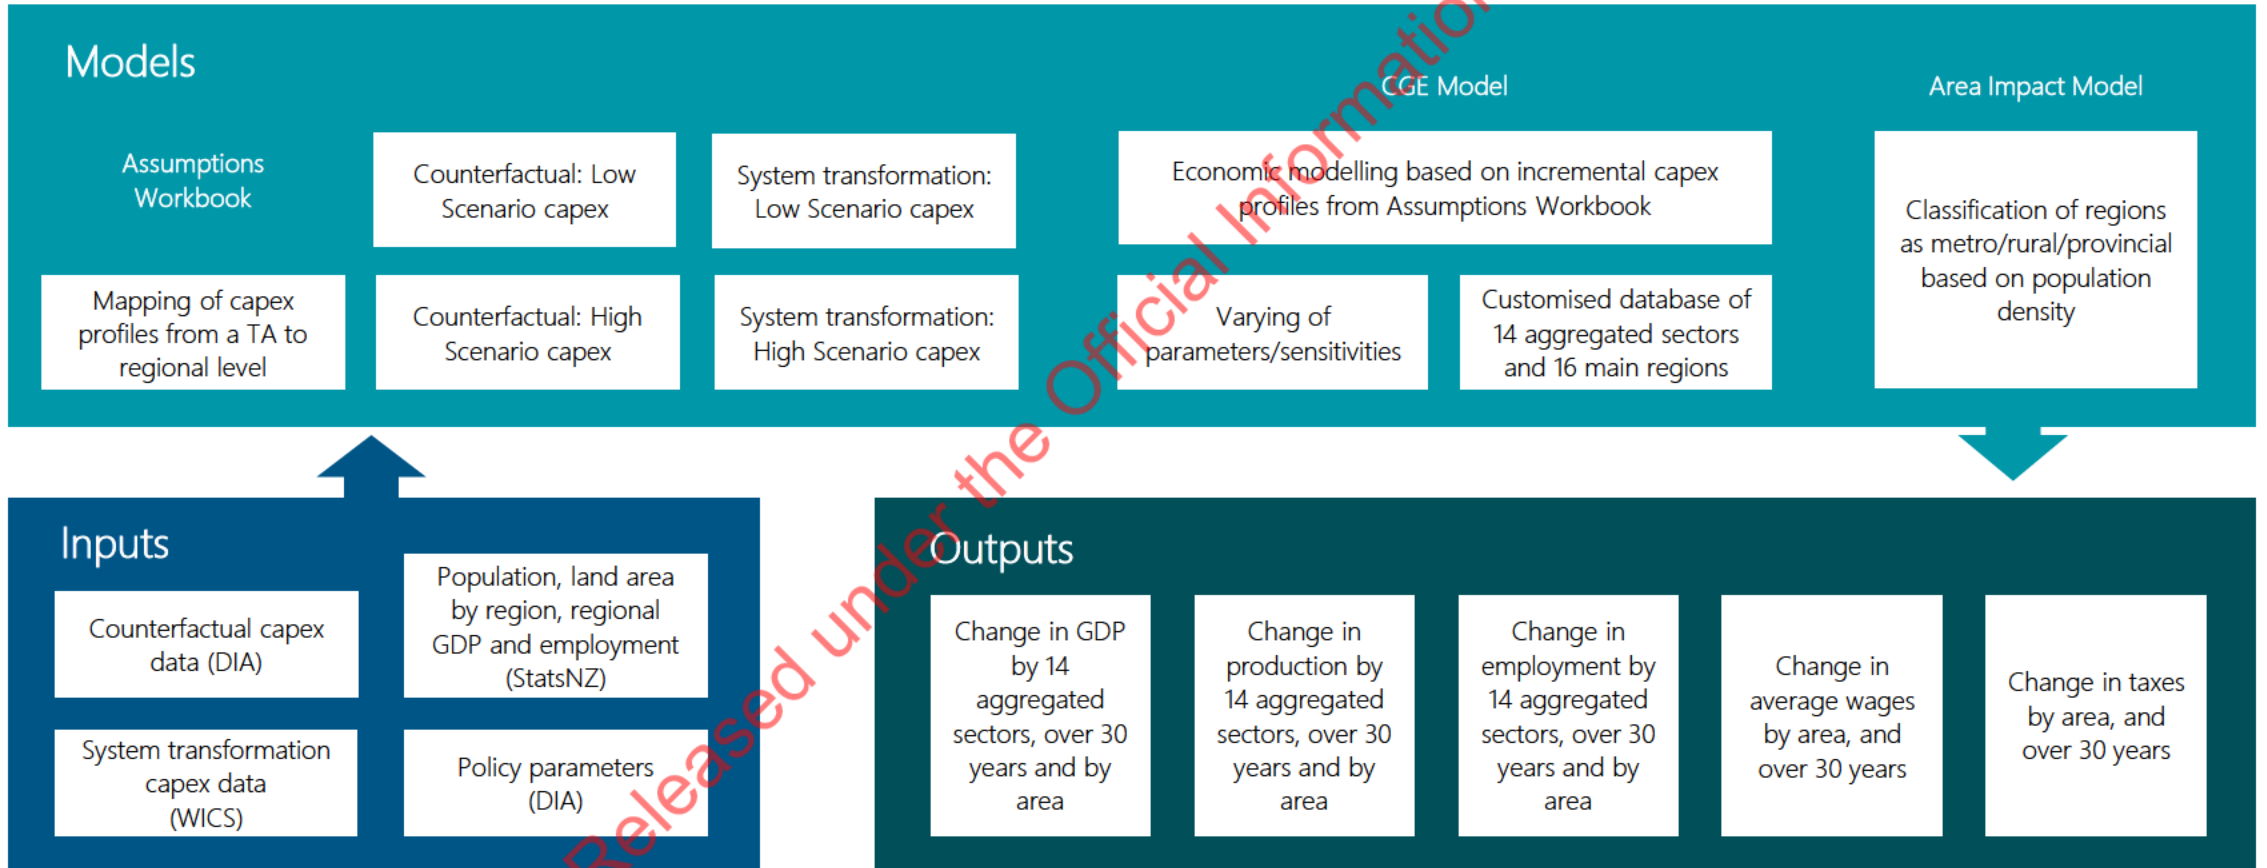 Models
Assumptions
Workbook
Mapping of capex
profiles from a TA to
regional level
Counterfactual: Low
Scenario capex
System transformation:
Low Scenario capex
Counterfactual: High
Scenario capex
System transformation:
High Scenario capex
CGE Model
Economic modelling based on incremental capex
profiles from Assumptions Workbook
Varying of
parameters/sensitivities
Customised database of
14 aggregated sectors
and 16 main regions
Area Impact Model
Classification of regions
as metro/rural/provincial
based on population
density
Inputs
Counterfactual capex
data (DIA)
Population, land area
by region, regional
GDP and employment
(StatsNZ)
System transformation
capex data
(WICS)
Policy parameters
(DIA)
Outputs
Change in GDP
by 14
aggregated
sectors, over 30
years and by
area
Change in
production by
14 aggregated
sectors, over 30
years and by
area
Change in
employment by
14 aggregated
sectors, over 30
years and by
area
Change in
average wages
by area, and
over 30 years
Change in taxes
by area, and
over 30 years
Released under the Official Information